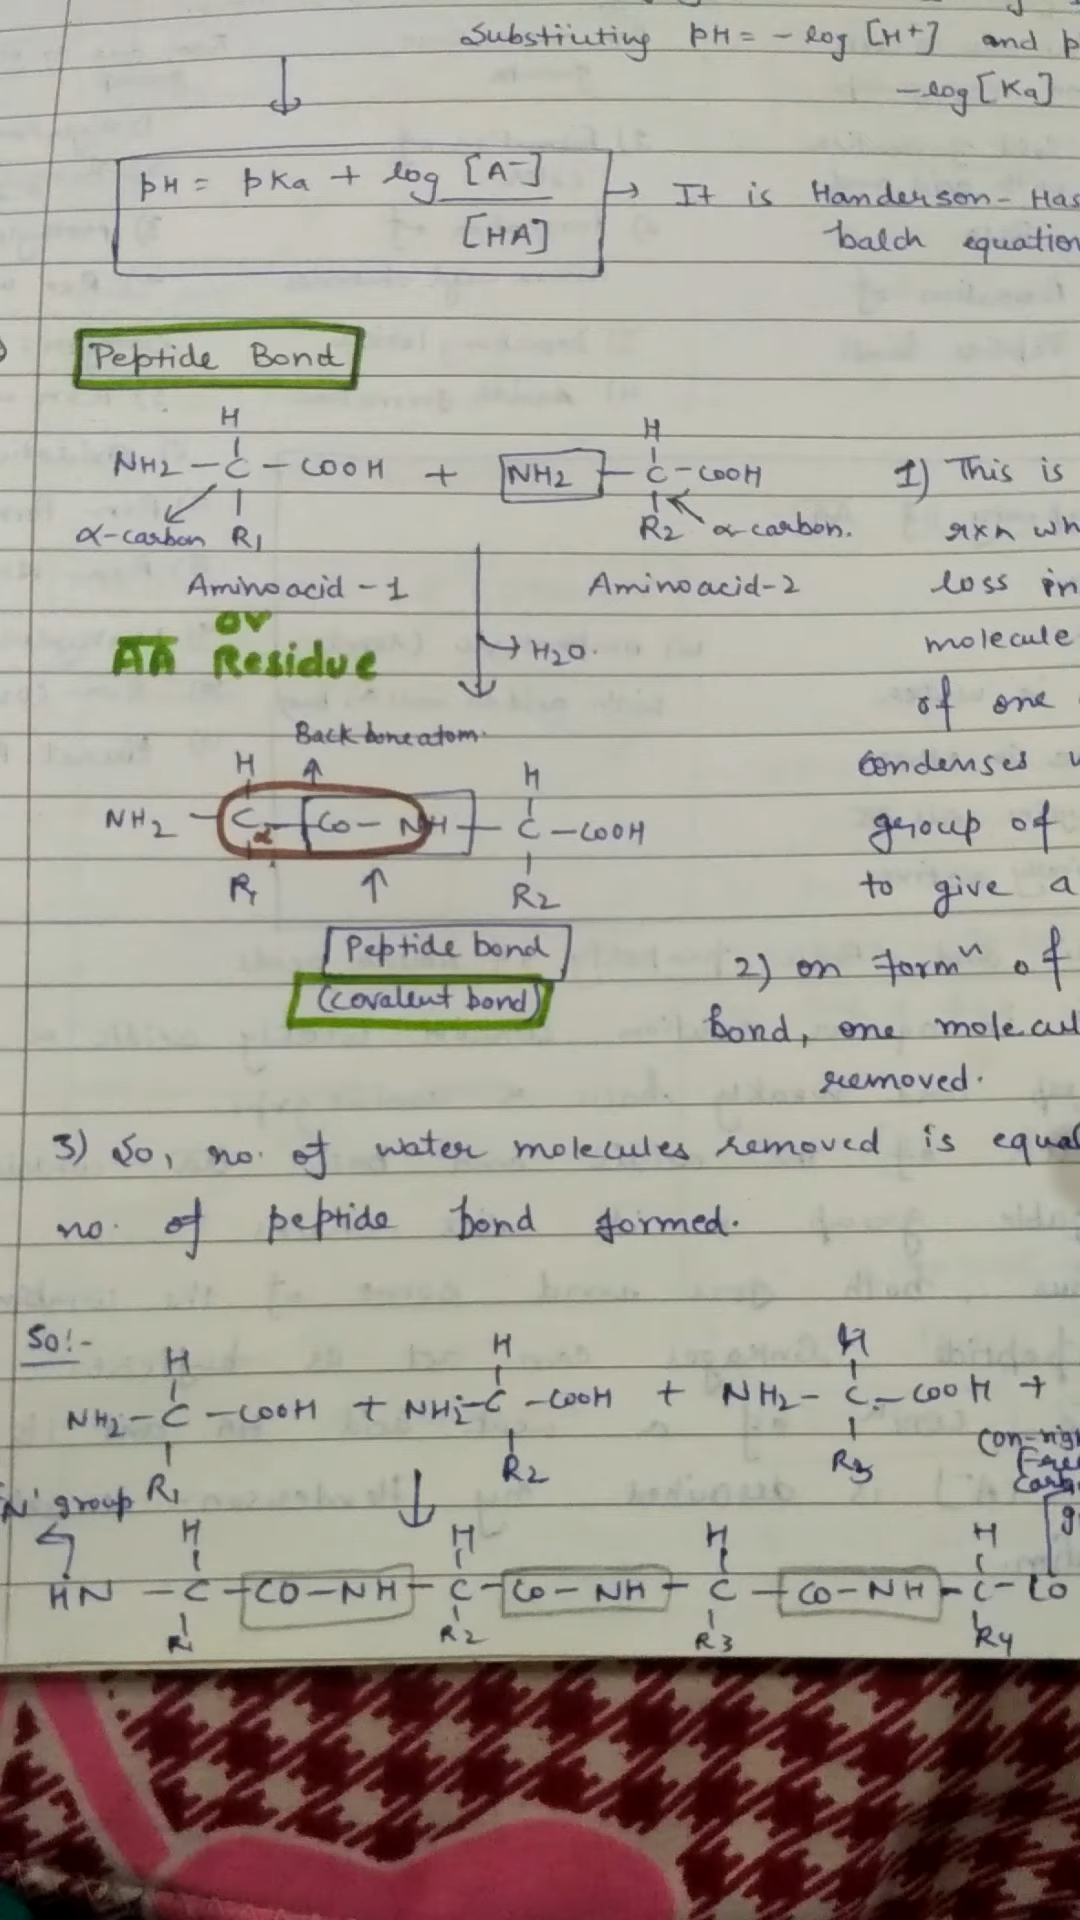 Substiuting pH = - log [H+] and p
-log [Ka]
pH = pKa + log [A-]
[HA]
→ It is Handerson- Has
balch equation
Peptide Bond
H H
NH2 - C - COOH + NH2 - C - COOH
α-carbon R1 R2 α-carbon.
1) This is
rxn wh
Aminoacid - 1 Aminoacid-2
loss in
or
AA Residue
→ H2O.
molecule
of one
Back bone atom.
condenses
H H
NH2 - Cα - CO - NH - C - COOH
group of
R1 R2
to give a
Peptide bond
(covalent bond)
2) on formn of
bond, one molecul
removed.
3) So, no. of water molecules removed is equal
no. of peptide bond formed.
So:-
H H H
NH2 - C - COOH + NH2 - C - COOH + NH2 - C - COOH +
R1 R2 R3
'N' group
H H H H
HN - C - CO - NH - C - CO - NH - C - CO - NH - C - CO
R1 R2 R3 R4